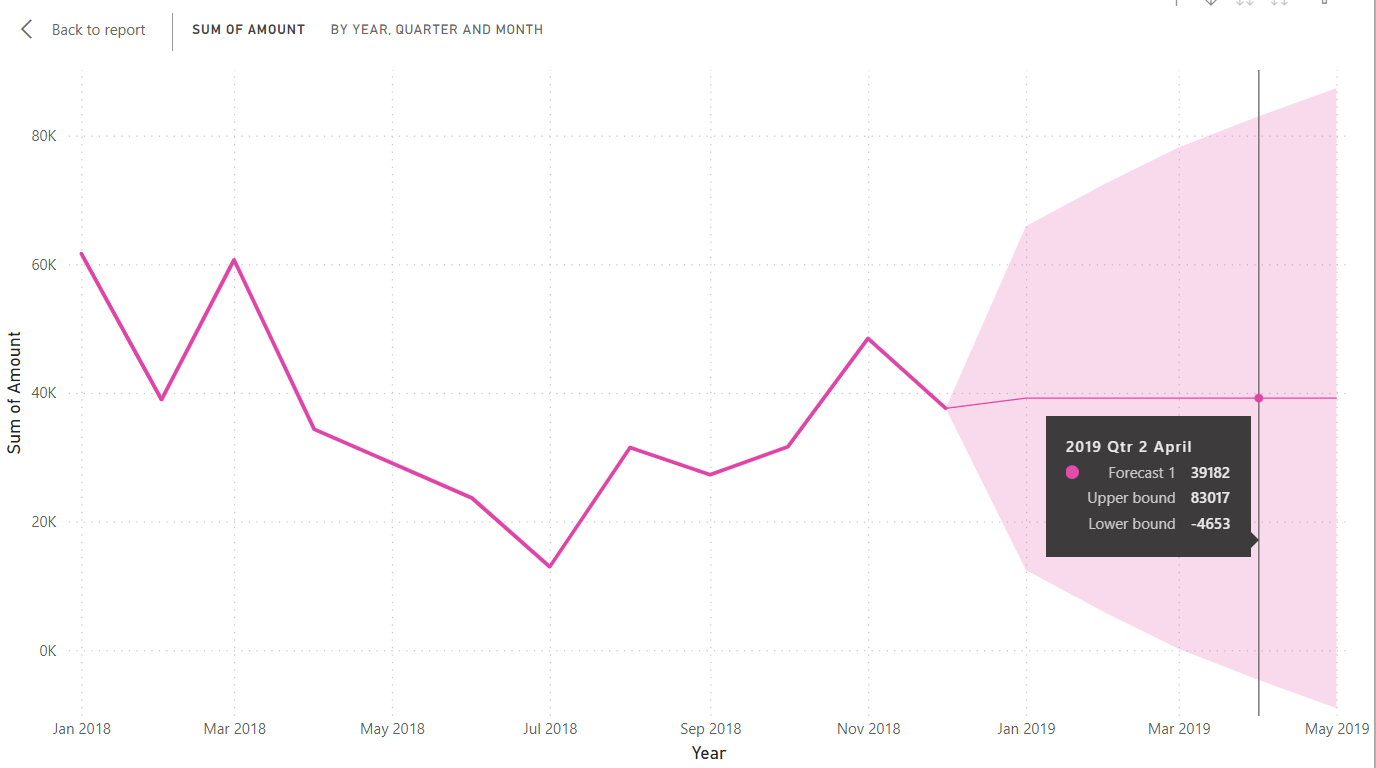 Back to report
SUM OF AMOUNT
BY YEAR, QUARTER AND MONTH
80K
60K
40K
20K
0K
Sum of Amount
2019 Qtr 2 April
Forecast 1 39182
Upper bound 83017
Lower bound -4653
Jan 2018 Mar 2018 May 2018 Jul 2018 Sep 2018 Nov 2018 Jan 2019 Mar 2019 May 2019
Year